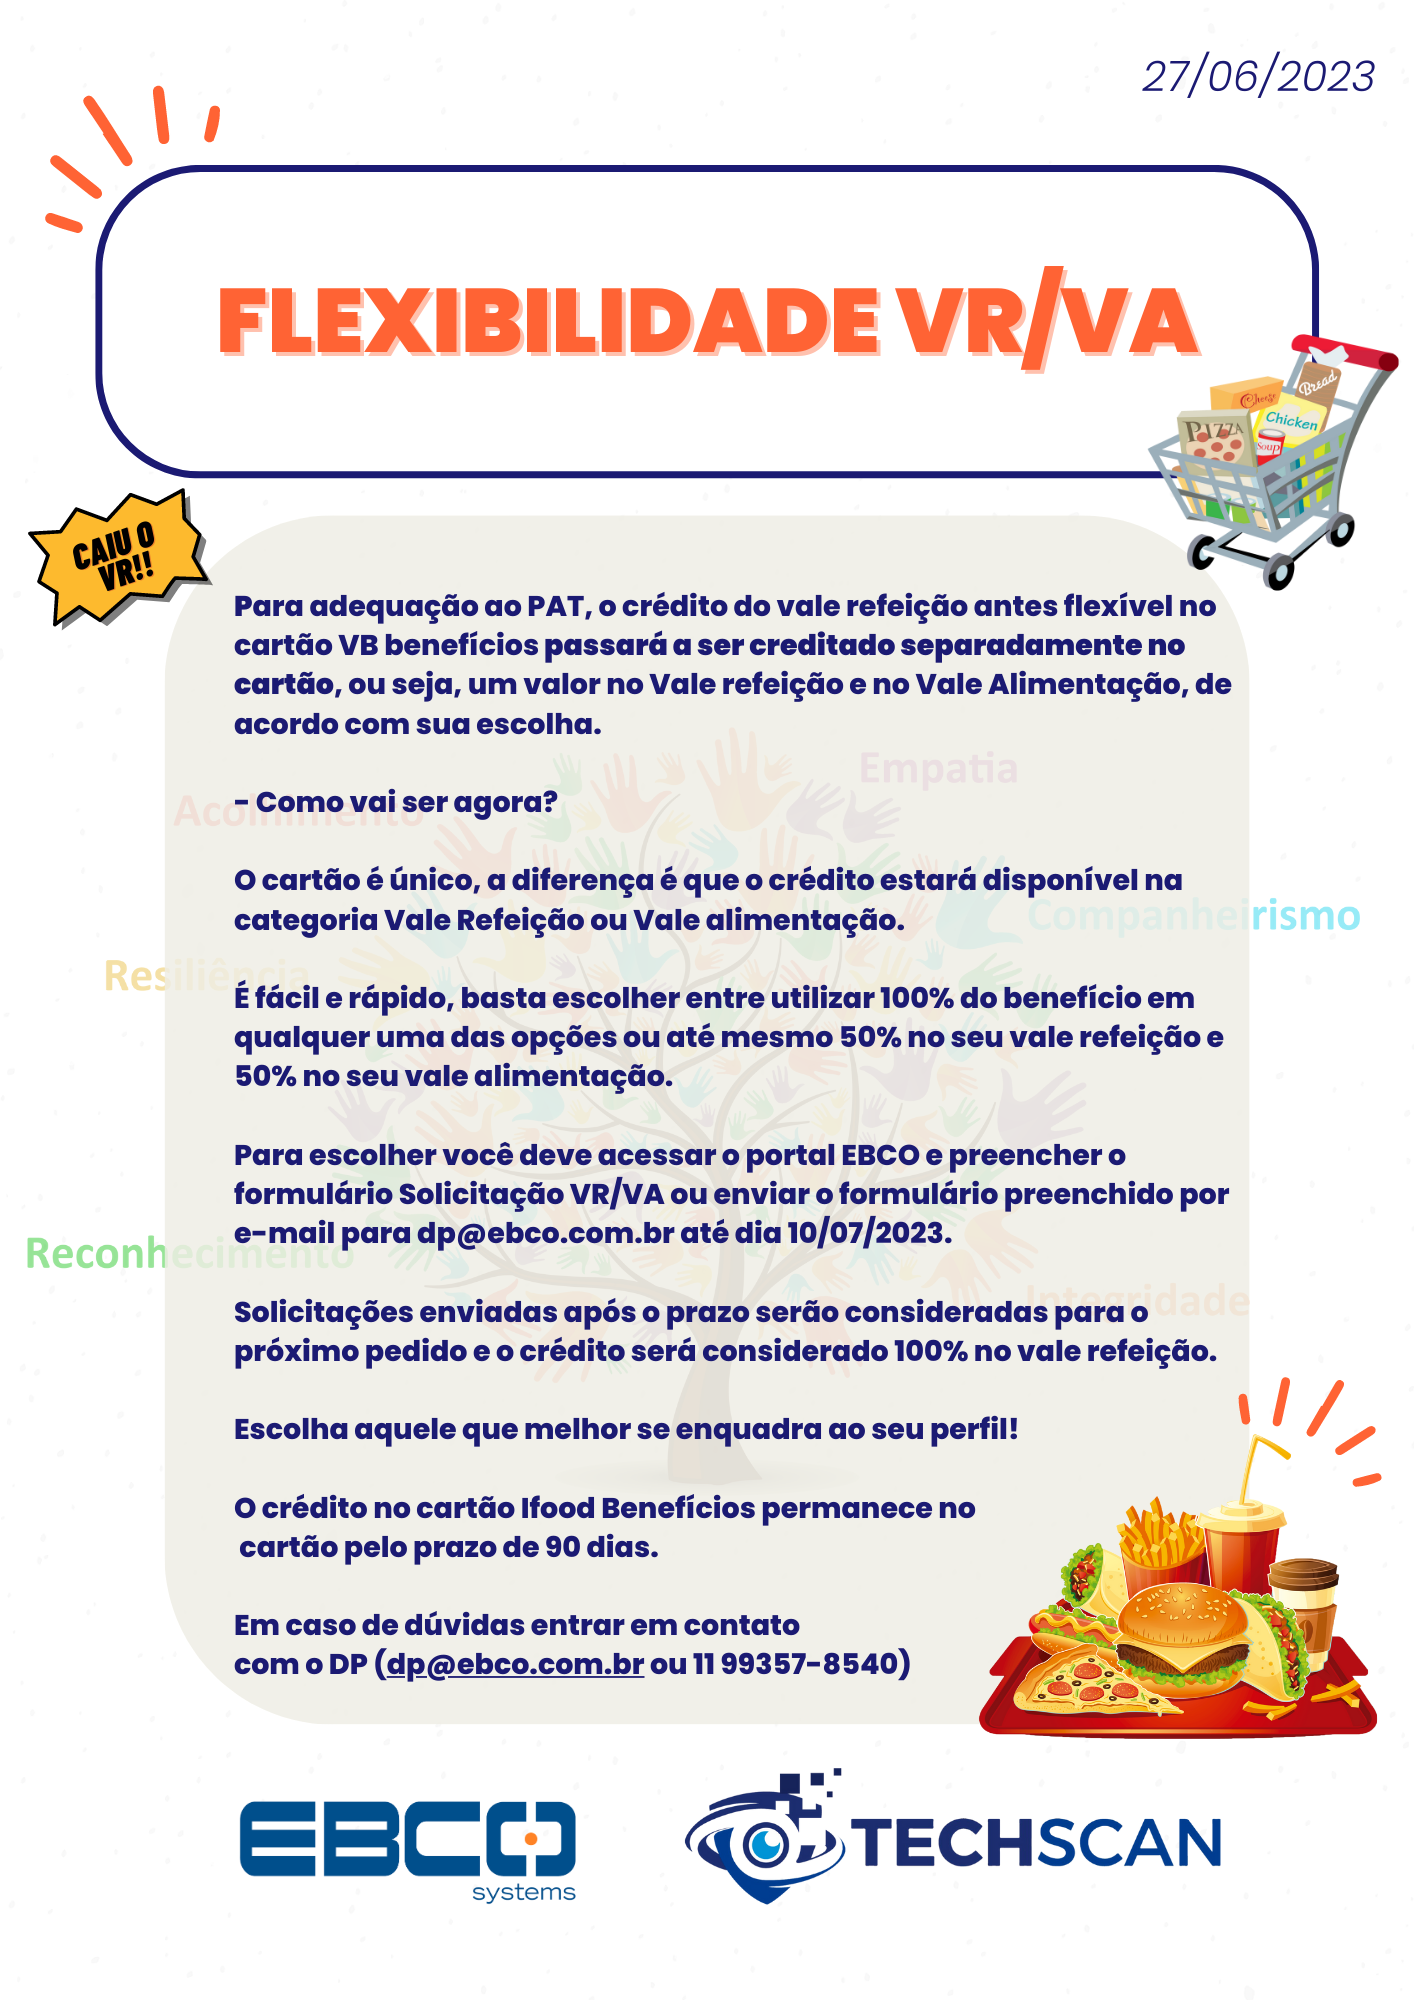 27/06/2023
FLEXIBILIDADE VR/VA
Bread
Chees
Chicken
PIZZA
Soup
CAIU O
VR!!
Para adequação ao PAT, o crédito do vale refeição antes flexível no
cartão VB benefícios passará a ser creditado separadamente no
cartão, ou seja, um valor no Vale refeição e no Vale Alimentação, de
acordo com sua escolha.
Empatia
Acolhimento
- Como vai ser agora?
O cartão é único, a diferença é que o crédito estará disponível na
categoria Vale Refeição ou Vale alimentação.
Companheirismo
Resiliência
É fácil e rápido, basta escolher entre utilizar 100% do benefício em
qualquer uma das opções ou até mesmo 50% no seu vale refeição e
50% no seu vale alimentação.
Para escolher você deve acessar o portal EBCO e preencher o
formulário Solicitação VR/VA ou enviar o formulário preenchido por
e-mail para dp@ebco.com.br até dia 10/07/2023.
Reconhecimento
Integridade
Solicitações enviadas após o prazo serão consideradas para o
próximo pedido e o crédito será considerado 100% no vale refeição.
Escolha aquele que melhor se enquadra ao seu perfil!
O crédito no cartão Ifood Benefícios permanece no
cartão pelo prazo de 90 dias.
Em caso de dúvidas entrar em contato
com o DP (dp@ebco.com.br ou 11 99357-8540)
EBCO
systems
TECHSCAN